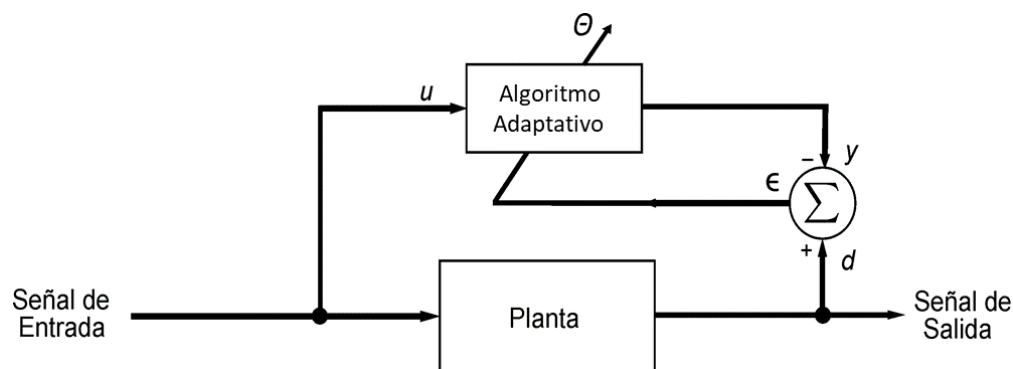 Θ
u
Algoritmo
Adaptativo
−
y
ϵ
Σ
+
d
Señal de
Entrada
Planta
Señal de
Salida